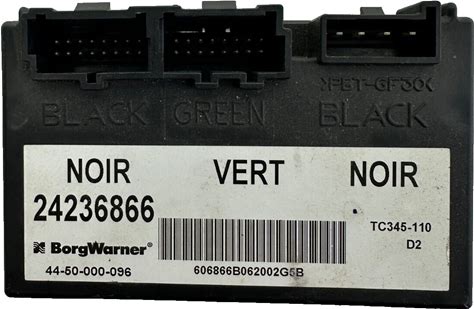 >PBT-GF30<
BLACK GREEN BLACK
NOIR VERT NOIR
24236866
TC345-110
D2
BorgWarner
44-50-000-096
606866B062002G5B